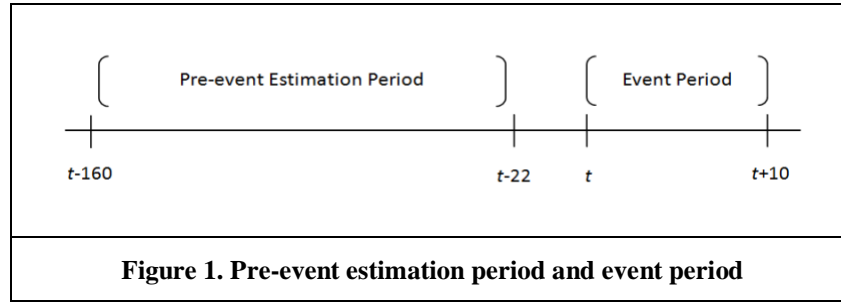 Pre-event Estimation Period Event Period
t-160 t-22 t t+10
Figure 1. Pre-event estimation period and event period